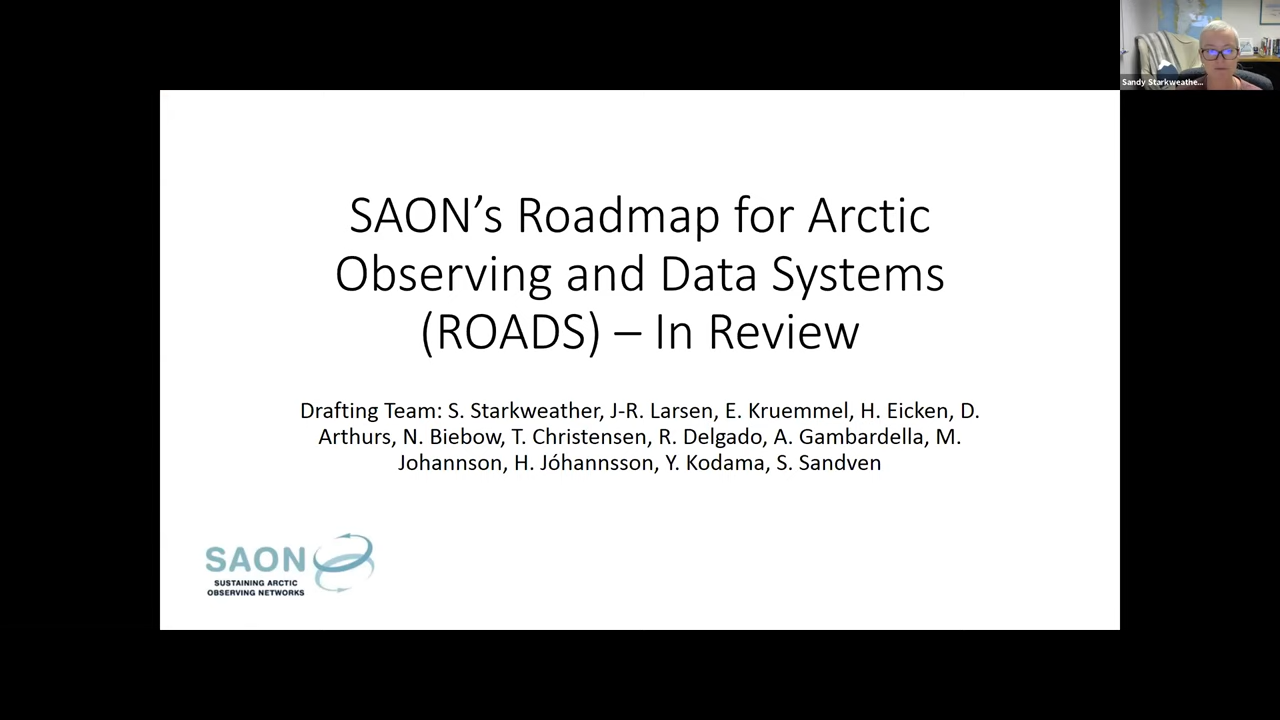 Sandy Starkweathe...
SAON’s Roadmap for Arctic
Observing and Data Systems
(ROADS) – In Review
Drafting Team: S. Starkweather, J-R. Larsen, E. Kruemmel, H. Eicken, D.
Arthurs, N. Biebow, T. Christensen, R. Delgado, A. Gambardella, M.
Johannson, H. Jóhannsson, Y. Kodama, S. Sandven
SAON
SUSTAINING ARCTIC
OBSERVING NETWORKS